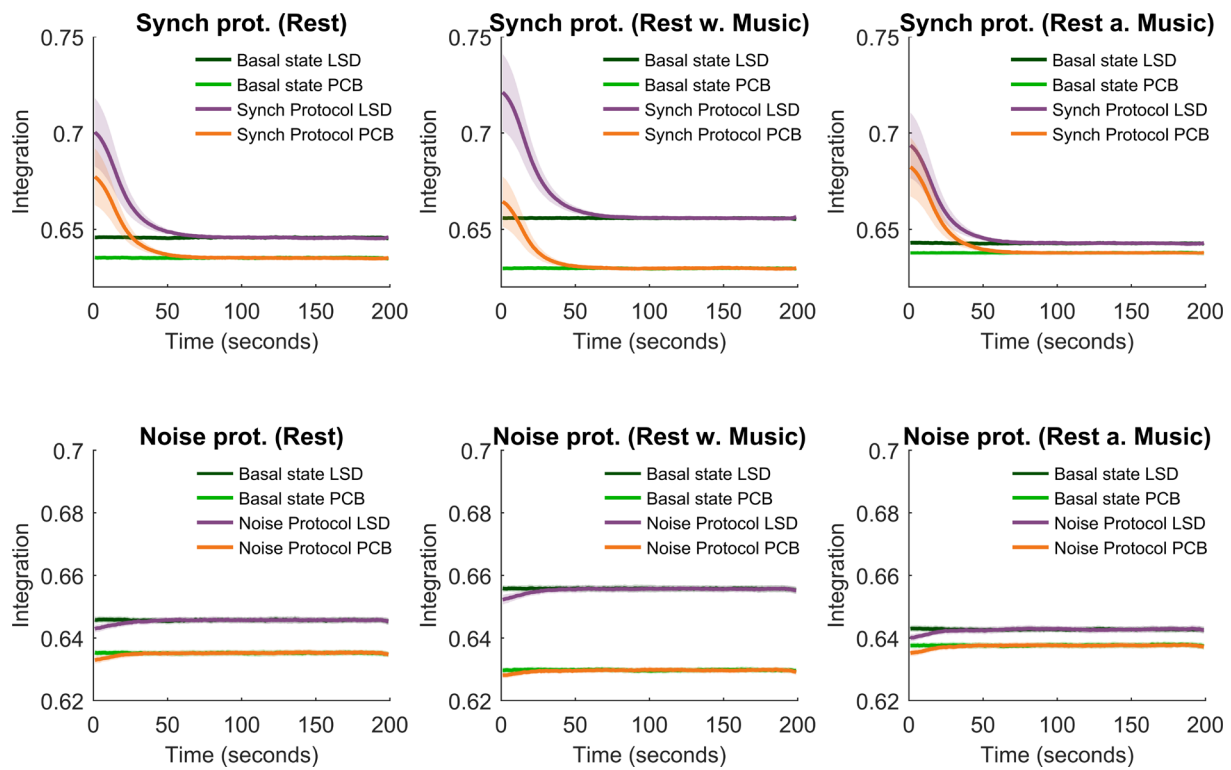 Synch prot. (Rest)
0.75
0.7
0.65
Integration
Basal state LSD
Basal state PCB
Synch Protocol LSD
Synch Protocol PCB
0 50 100 150 200
Time (seconds)
Synch prot. (Rest w. Music)
0.75
0.7
0.65
Integration
Basal state LSD
Basal state PCB
Synch Protocol LSD
Synch Protocol PCB
0 50 100 150 200
Time (seconds)
Synch prot. (Rest a. Music)
0.75
0.7
0.65
Integration
Basal state LSD
Basal state PCB
Synch Protocol LSD
Synch Protocol PCB
0 50 100 150 200
Time (seconds)
Noise prot. (Rest)
0.7
0.68
0.66
0.64
0.62
Integration
Basal state LSD
Basal state PCB
Noise Protocol LSD
Noise Protocol PCB
0 50 100 150 200
Time (seconds)
Noise prot. (Rest w. Music)
0.7
0.68
0.66
0.64
0.62
Integration
Basal state LSD
Basal state PCB
Noise Protocol LSD
Noise Protocol PCB
0 50 100 150 200
Time (seconds)
Noise prot. (Rest a. Music)
0.7
0.68
0.66
0.64
0.62
Integration
Basal state LSD
Basal state PCB
Noise Protocol LSD
Noise Protocol PCB
0 50 100 150 200
Time (seconds)